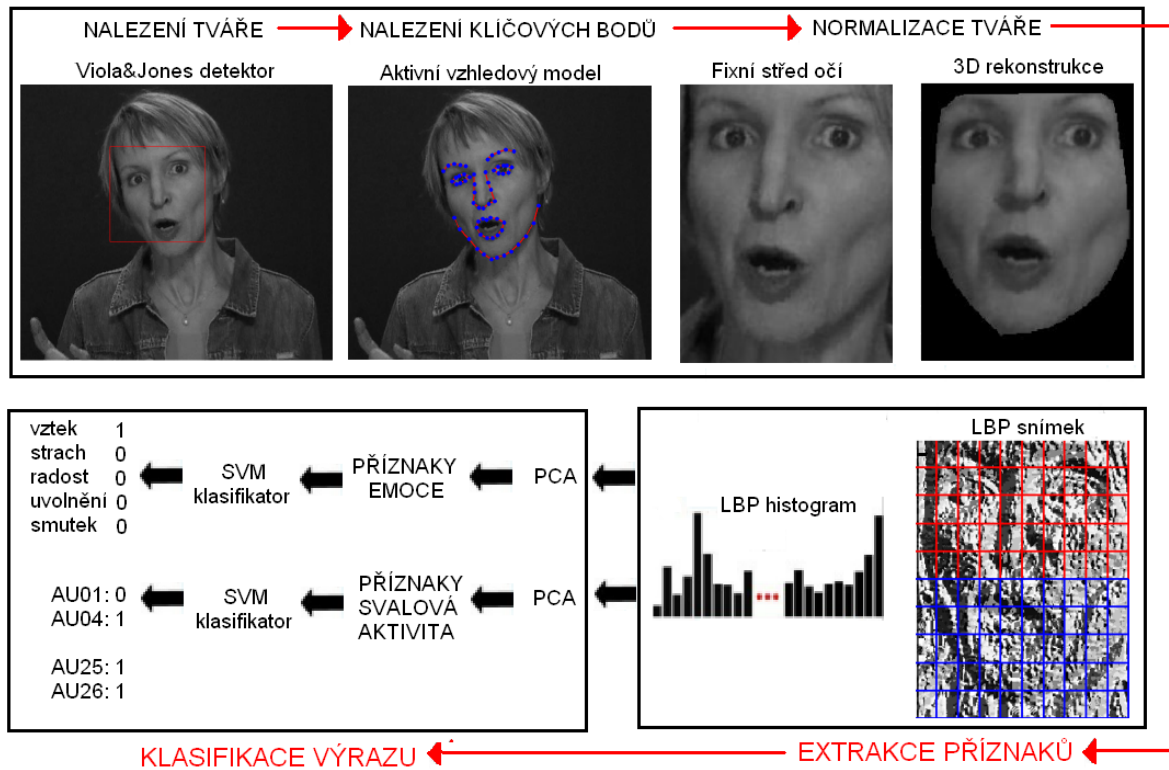 NALEZENÍ TVÁŘE
NALEZENÍ KLÍČOVÝCH BODŮ
NORMALIZACE TVÁŘE
Viola&Jones detektor
Aktivní vzhledový model
Fixní střed očí
3D rekonstrukce
LBP snímek
LBP histogram
PCA
PŘÍZNAKY
EMOCE
SVM
klasifikator
vztek 1
strach 0
radost 0
uvolnění 0
smutek 0
PCA
PŘÍZNAKY
SVALOVÁ
AKTIVITA
SVM
klasifikator
AU01: 0
AU04: 1
AU25: 1
AU26: 1
EXTRAKCE PŘÍZNAKŮ
KLASIFIKACE VÝRAZU